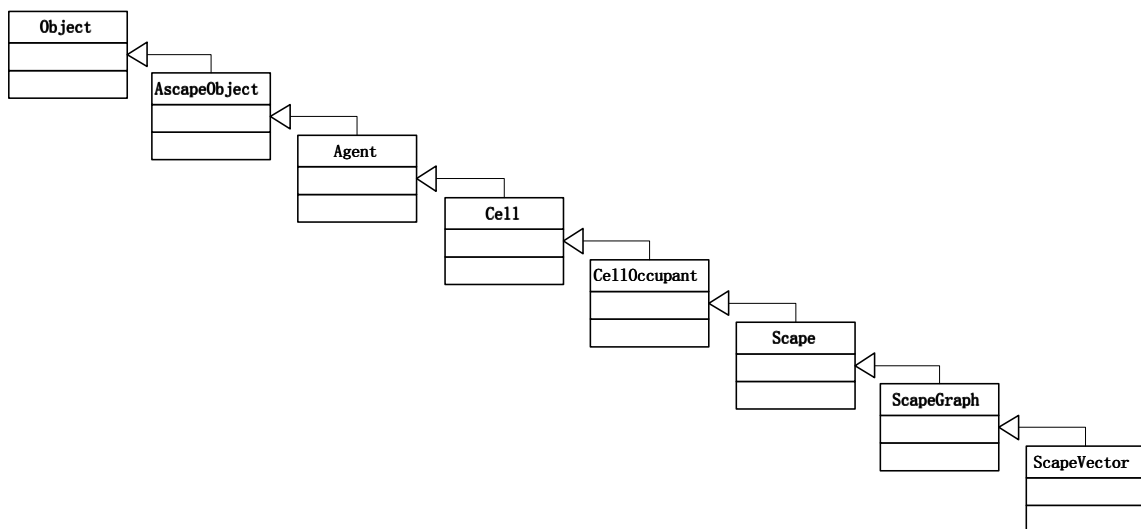 Object
AscapeObject
Agent
Cell
CellOccupant
Scape
ScapeGraph
ScapeVector